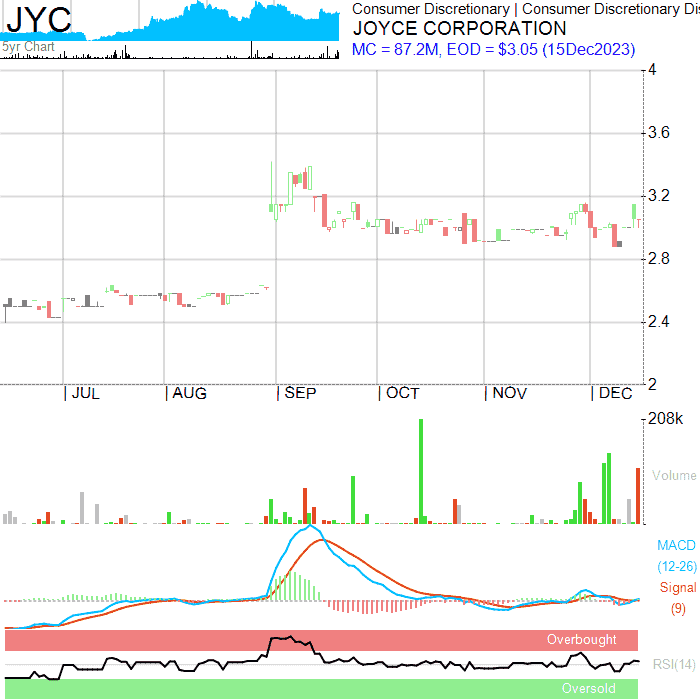 JYC
5yr Chart
Consumer Discretionary | Consumer Discretionary Dis
JOYCE CORPORATION
MC = 87.2M, EOD = $3.05 (15Dec2023)
4
3.6
3.2
2.8
2.4
2
| JUL | AUG | SEP | OCT | NOV | DEC
208k
Volume
MACD
(12-26)
Signal
(9)
Overbought
RSI(14)
Oversold